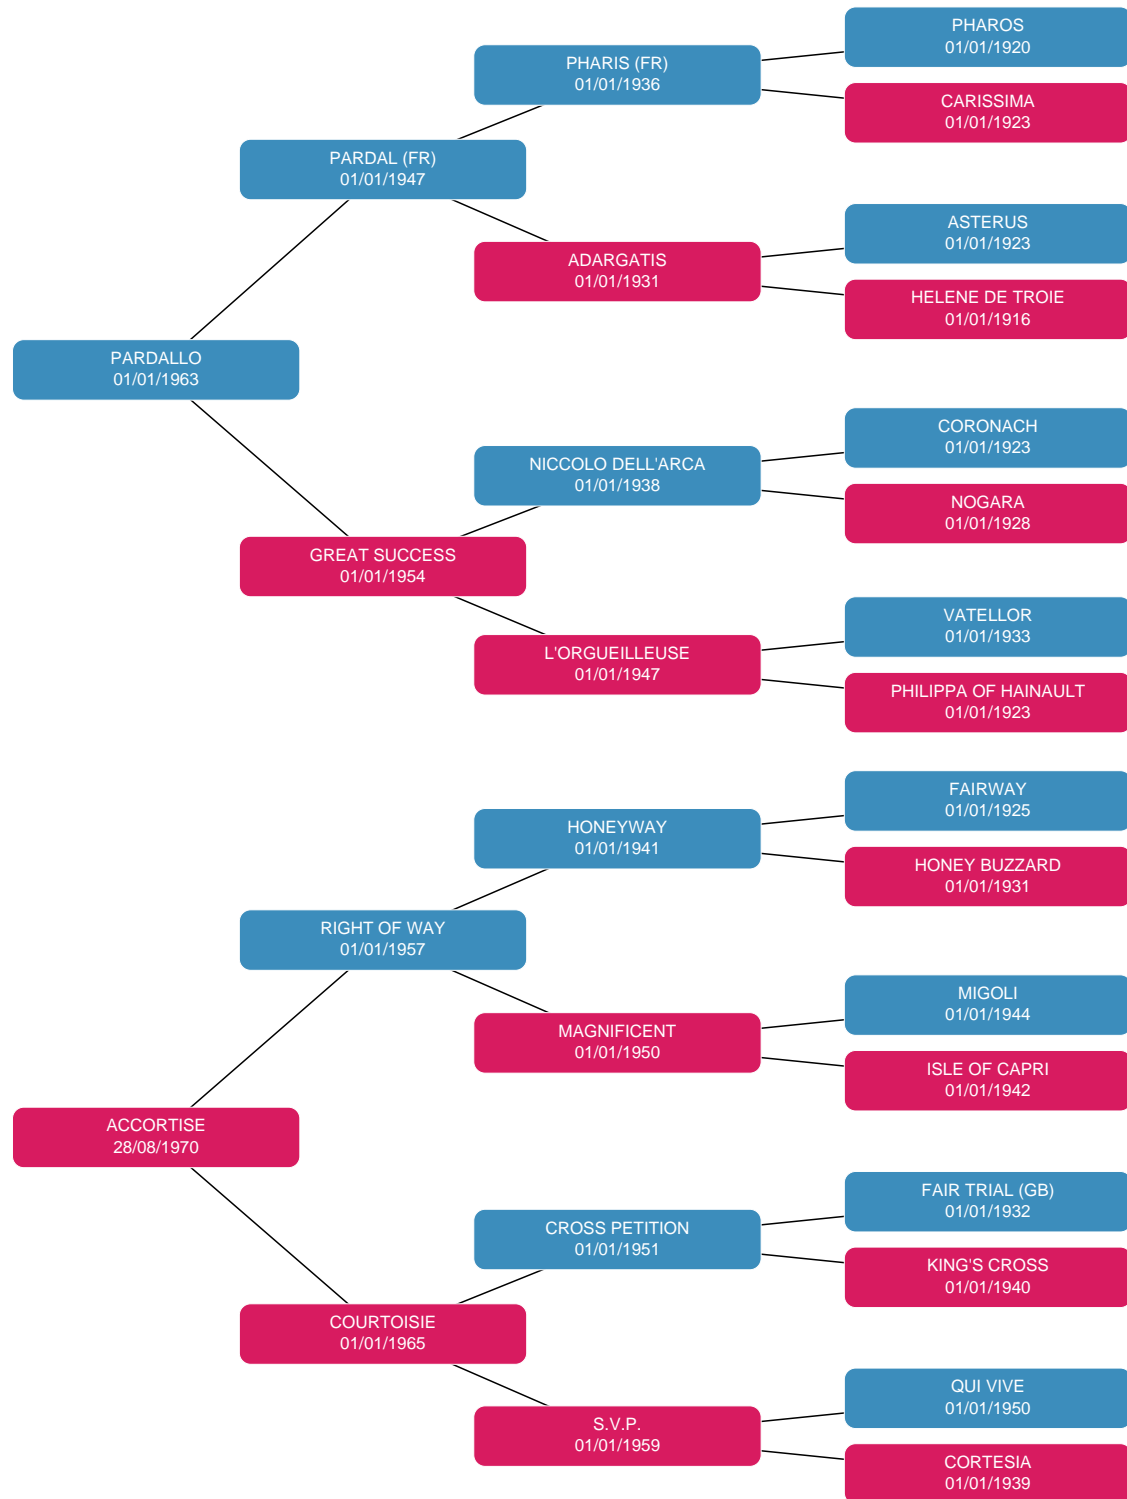 PHAROS
01/01/1920
PHARIS (FR)
01/01/1936
CARISSIMA
01/01/1923
PARDAL (FR)
01/01/1947
ASTERUS
01/01/1923
ADARGATIS
01/01/1931
HELENE DE TROIE
01/01/1916
PARDALLO
01/01/1963
CORONACH
01/01/1923
NICCOLO DELL'ARCA
01/01/1938
NOGARA
01/01/1928
GREAT SUCCESS
01/01/1954
VATELLOR
01/01/1933
L'ORGUEILLEUSE
01/01/1947
PHILIPPA OF HAINAULT
01/01/1923
FAIRWAY
01/01/1925
HONEYWAY
01/01/1941
HONEY BUZZARD
01/01/1931
RIGHT OF WAY
01/01/1957
MIGOLI
01/01/1944
MAGNIFICENT
01/01/1950
ISLE OF CAPRI
01/01/1942
ACCORTISE
28/08/1970
FAIR TRIAL (GB)
01/01/1932
CROSS PETITION
01/01/1951
KING'S CROSS
01/01/1940
COURTOISIE
01/01/1965
QUI VIVE
01/01/1950
S.V.P.
01/01/1959
CORTESIA
01/01/1939